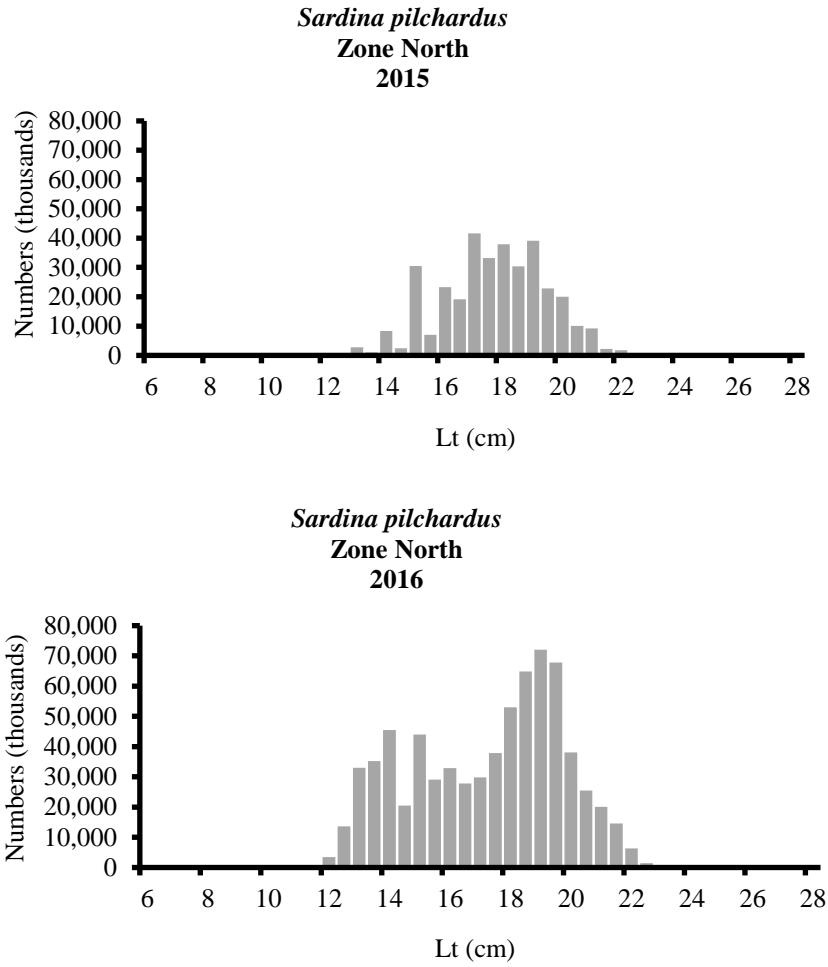 Sardina pilchardus
Zone North
2015
Numbers (thousands)
80,000
70,000
60,000
50,000
40,000
30,000
20,000
10,000
0
6 8 10 12 14 16 18 20 22 24 26 28
Lt (cm)
Sardina pilchardus
Zone North
2016
Numbers (thousands)
80,000
70,000
60,000
50,000
40,000
30,000
20,000
10,000
0
6 8 10 12 14 16 18 20 22 24 26 28
Lt (cm)